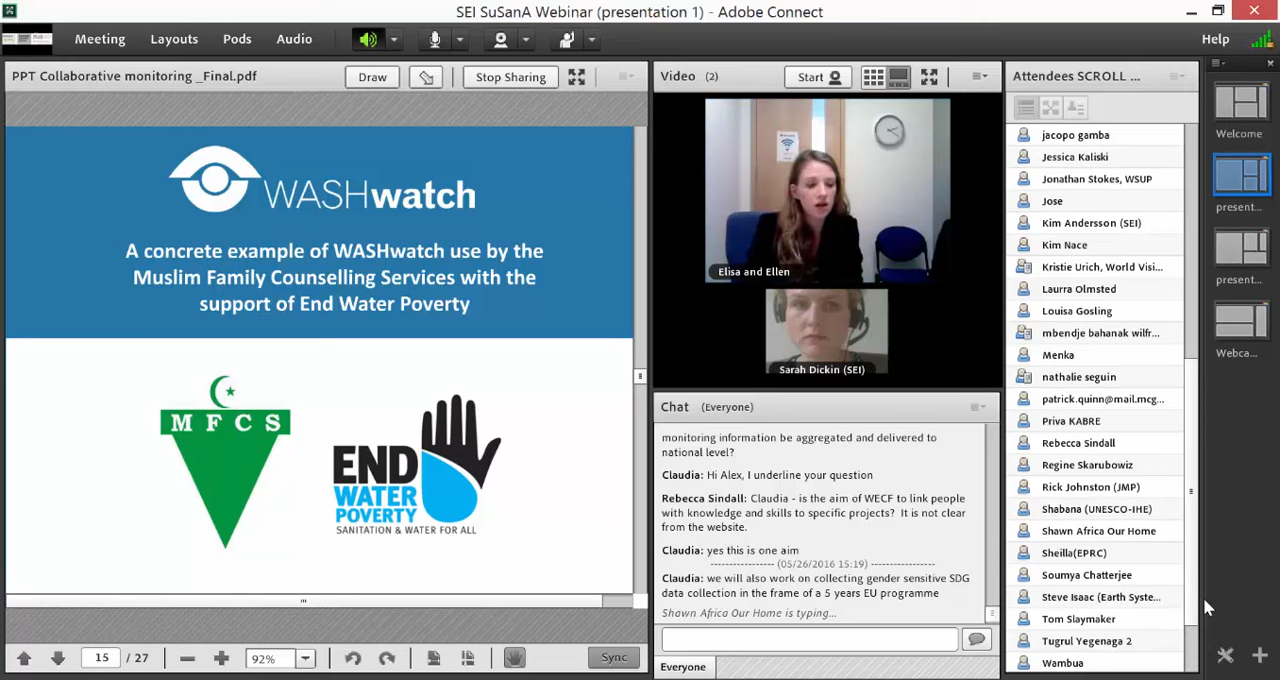 SEI SuSanA Webinar (presentation 1) - Adobe Connect
Meeting Layouts Pods Audio Help
PPT Collaborative monitoring _Final.pdf Draw Stop Sharing
WASHwatch
A concrete example of WASHwatch use by the
Muslim Family Counselling Services with the
support of End Water Poverty
M F C S
END
WATER
POVERTY
SANITATION & WATER FOR ALL
15 / 27 92% Sync
Video (2) Start
Elisa and Ellen
Sarah Dickin (SEI)
Chat (Everyone)
monitoring information be aggregated and delivered to
national level?
Claudia: Hi Alex, I underline your question
Rebecca Sindall: Claudia - is the aim of WECF to link people
with knowledge and skills to specific projects? It is not clear
from the website.
Claudia: yes this is one aim
------------------ (05/26/2016 15:19) ------------------
Claudia: we will also work on collecting gender sensitive SDG
data collection in the frame of a 5 years EU programme
Shawn Africa Our Home is typing...
Everyone
Attendees SCROLL ...
jacopo gamba
Jessica Kaliski
Jonathan Stokes, WSUP
Jose
Kim Andersson (SEI)
Kim Nace
Kristie Urich, World Visi...
Laurra Olmsted
Louisa Gosling
mbendje bahanak wilfr...
Menka
nathalie seguin
patrick.quinn@mail.mcg...
Priva KABRE
Rebecca Sindall
Regine Skarubowiz
Rick Johnston (JMP)
Shabana (UNESCO-IHE)
Shawn Africa Our Home
Sheilla(EPRC)
Soumya Chatterjee
Steve Isaac (Earth Syste...
Tom Slaymaker
Tugrul Yegenaga 2
Wambua
Welcome
present...
present...
Webca...